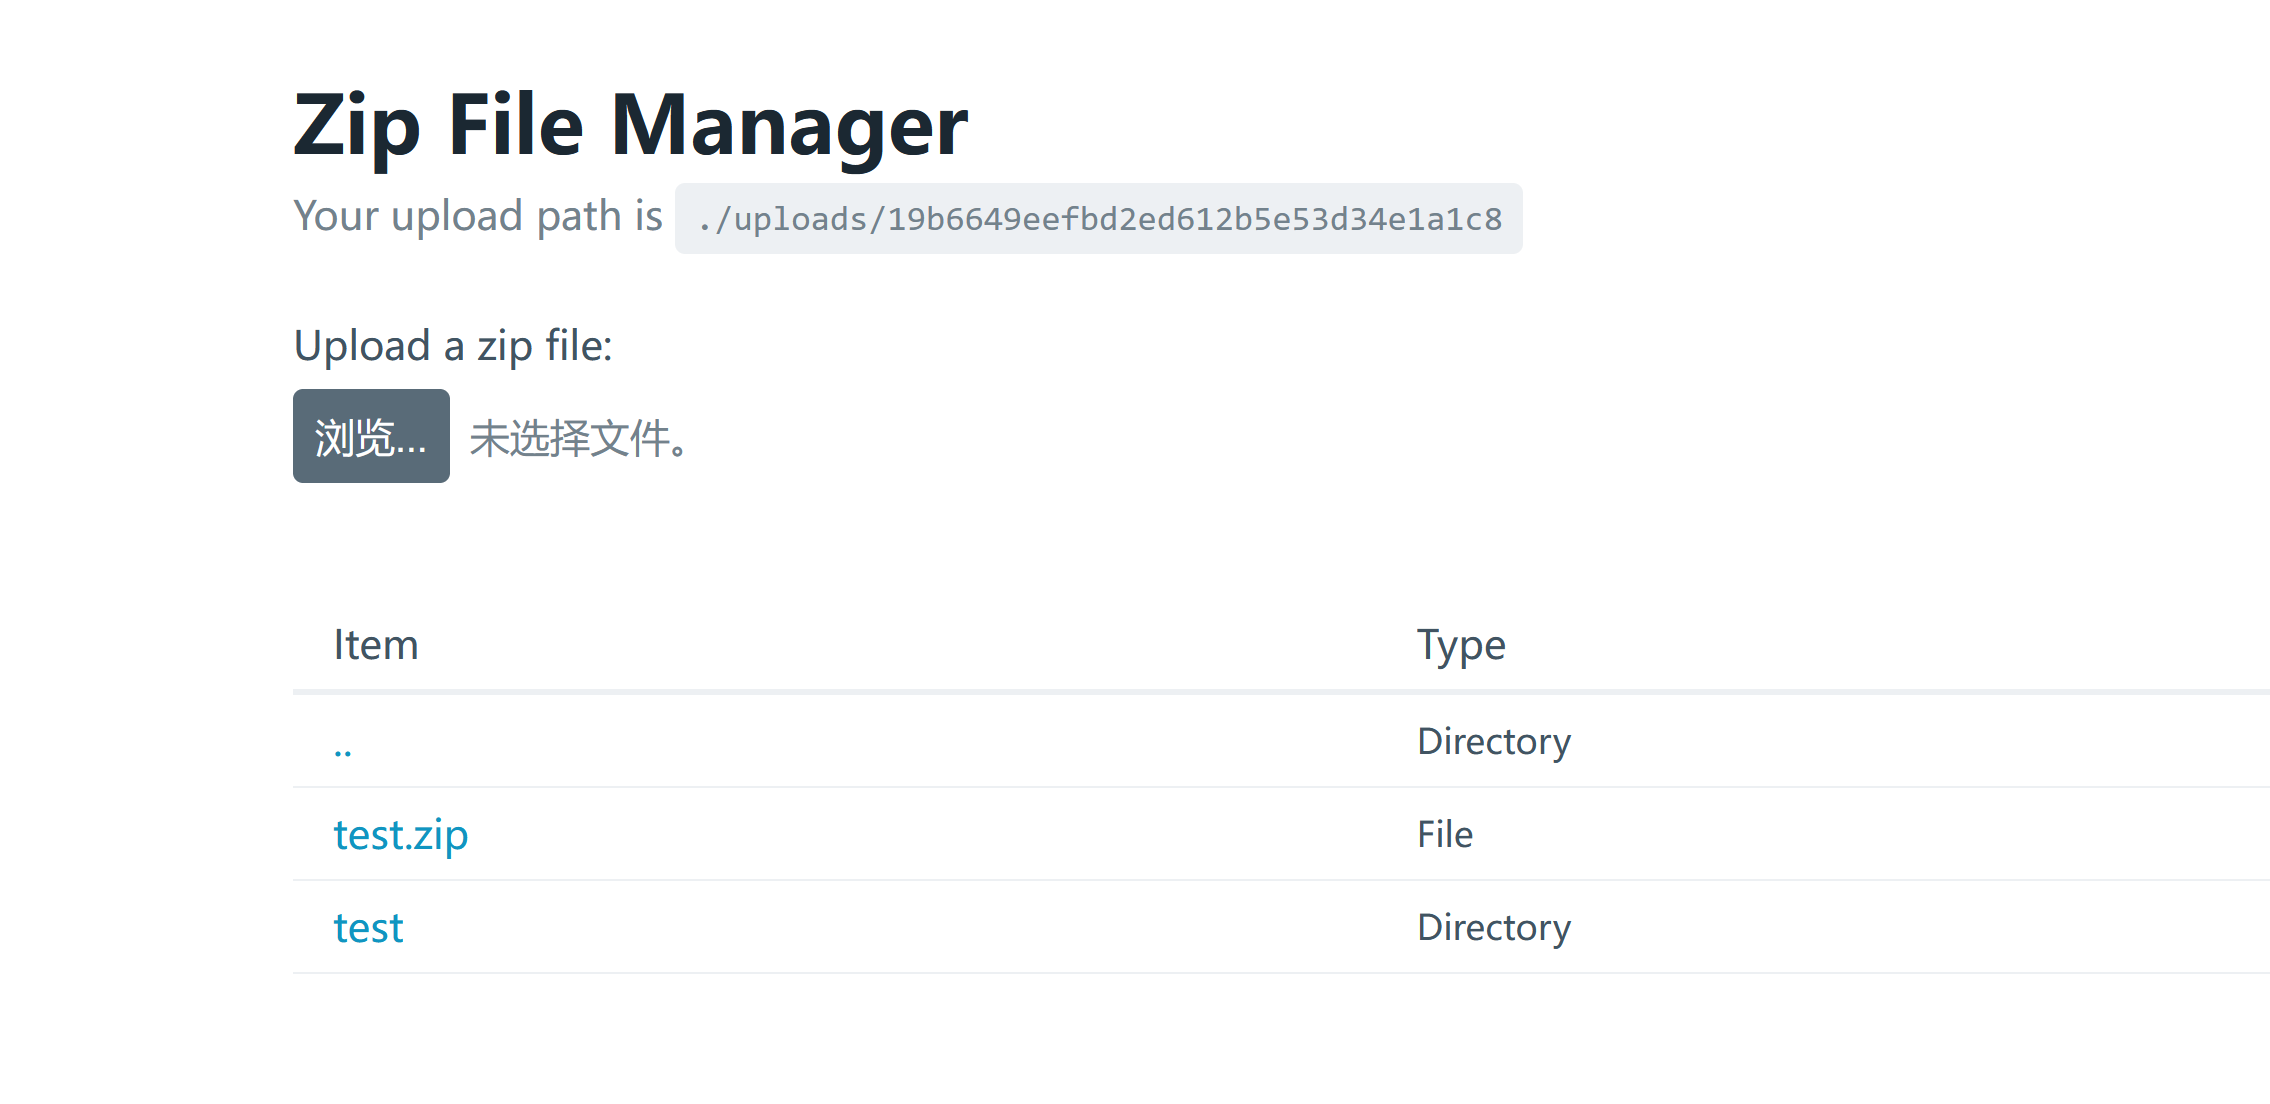 Zip File Manager
Your upload path is ./uploads/19b6649eefbd2ed612b5e53d34e1a1c8
Upload a zip file:
浏览... 未选择文件。
Item Type
.. Directory
test.zip File
test Directory